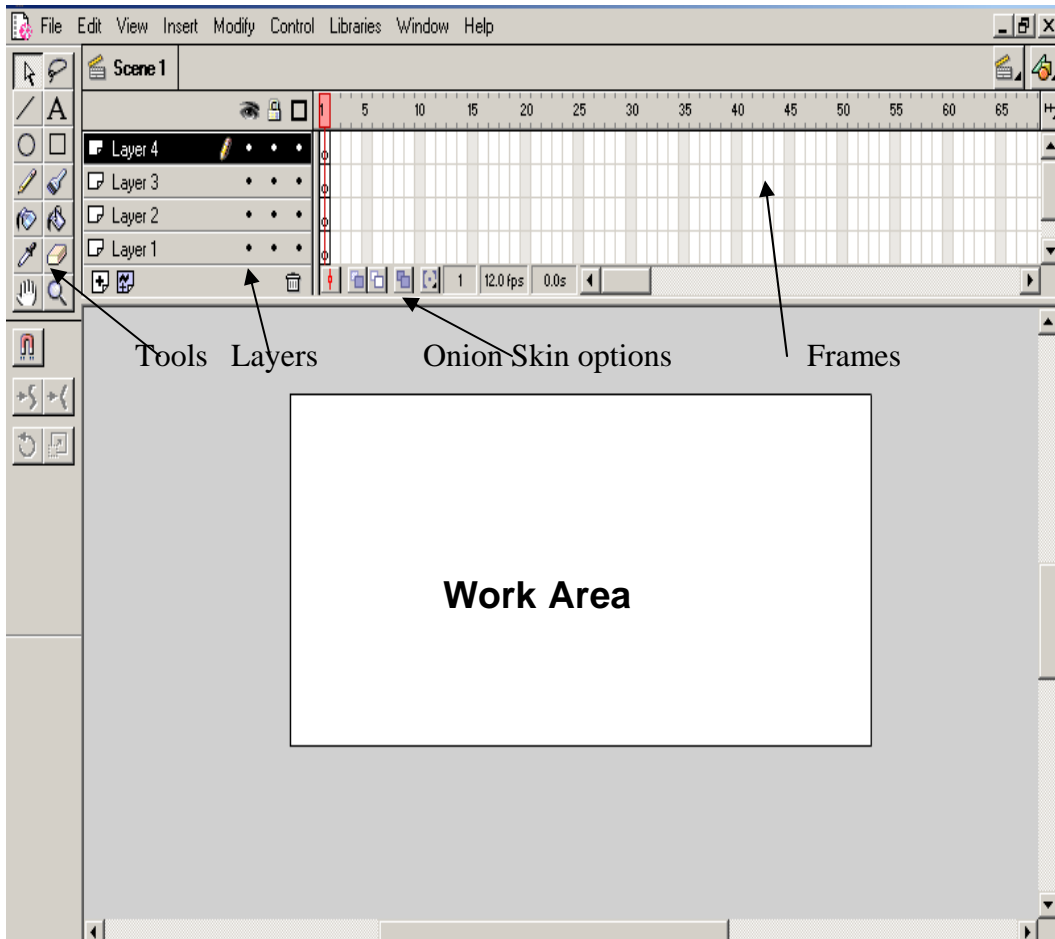 File Edit View Insert Modify Control Libraries Window Help
Scene 1
1 5 10 15 20 25 30 35 40 45 50 55 60 65
A
Layer 4
Layer 3
Layer 2
Layer 1
1 12.0 fps 0.0s
Tools Layers Onion Skin options Frames
Work Area